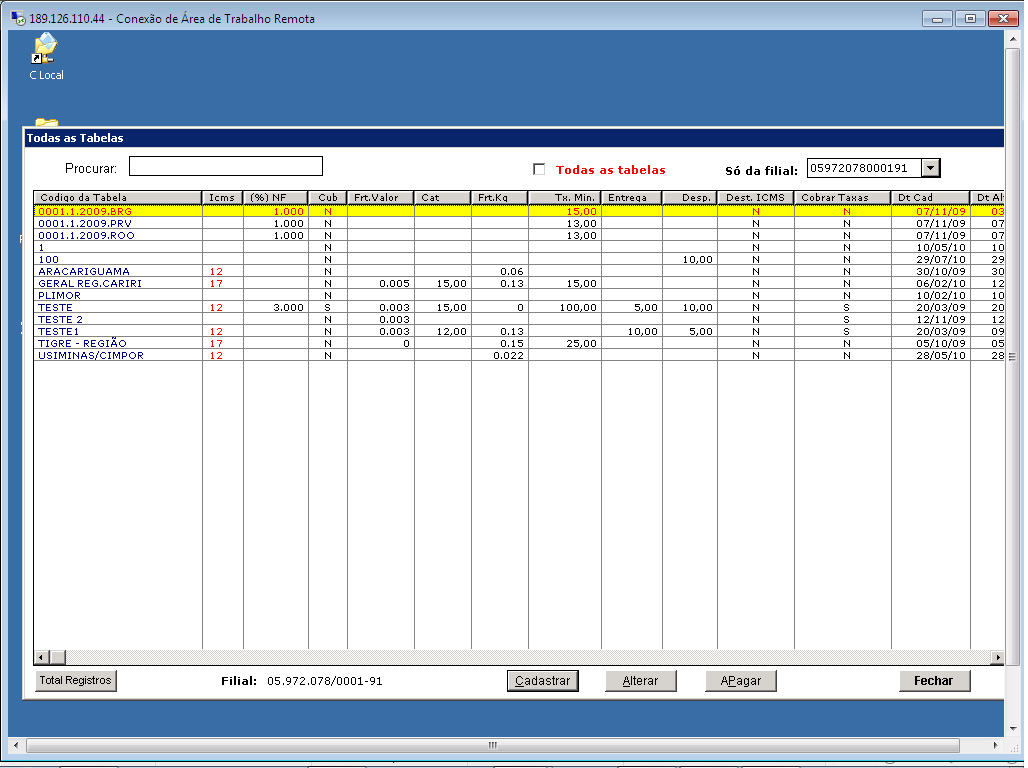 189.126.110.44 - Conexão de Área de Trabalho Remota
C Local
Todas as Tabelas
Procurar: Todas as tabelas Só da filial: 05972078000191
Codigo da Tabela Icms (%) NF Cub Frt.Valor Cat Frt.Kg Tx. Min. Entrega Desp. Dest. ICMS Cobrar Taxas Dt Cad Dt Al
0001.1.2009.BRG 1.000 N 15,00 N N 07/11/09 03
0001.1.2009.PRV 1.000 N 13,00 N N 07/11/09 07
0001.1.2009.ROO 1.000 N 13,00 N N 07/11/09 07
1 N N N 10/05/10 10
100 N 10,00 N N 29/07/10 29
ARACARIGUAMA 12 N 0.06 N N 30/10/09 30
GERAL REG.CARIRI 17 N 0.005 15,00 0.13 15,00 N N 06/02/10 12
PLIMOR N N N 10/02/10 10
TESTE 12 3.000 S 0.003 15,00 0 100,00 5,00 10,00 N S 20/03/09 20
TESTE 2 N 0.003 N S 12/11/09 12
TESTE1 12 N 0.003 12,00 0.13 10,00 5,00 N S 20/03/09 09
TIGRE - REGIÃO 17 N 0 0.15 25,00 N N 05/10/09 05
USIMINAS/CIMPOR 12 N 0.022 N N 28/05/10 28
Total Registros Filial: 05.972.078/0001-91 Cadastrar Alterar APagar Fechar